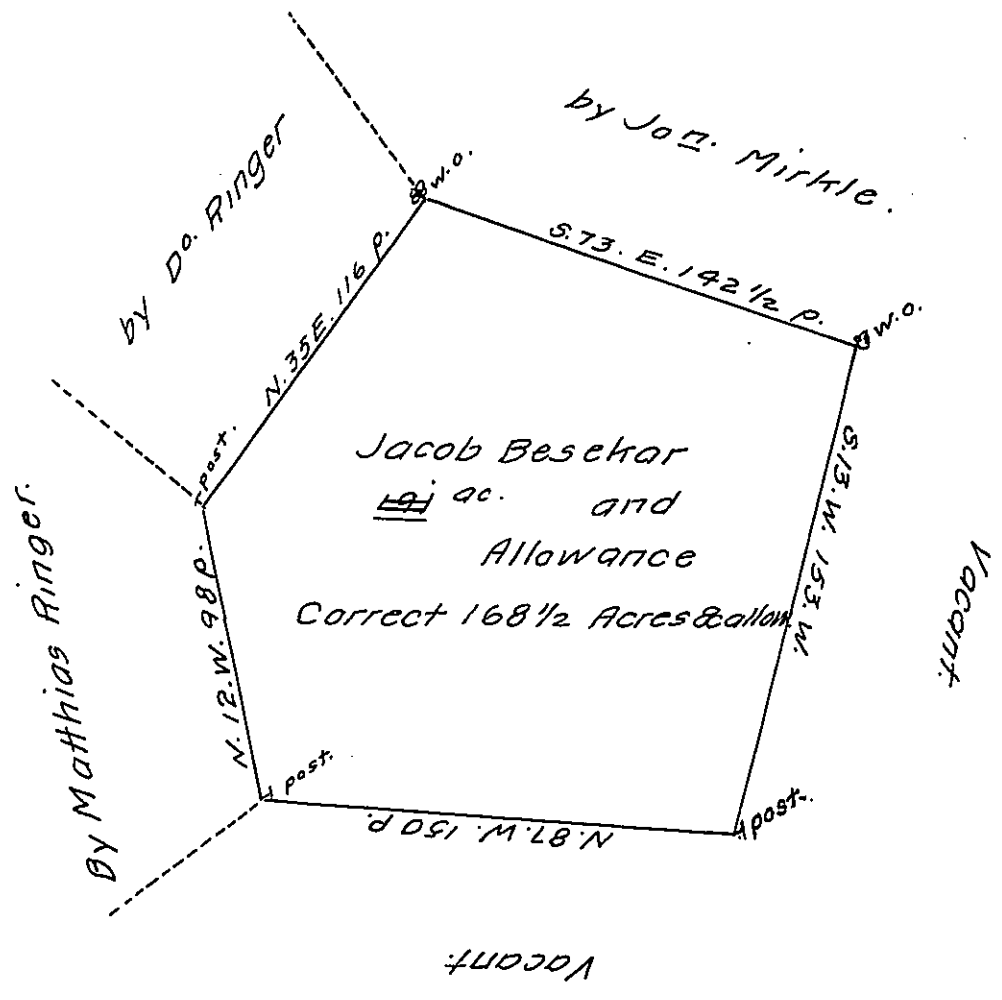 by Jon. Mirkle.
by Do. Ringer
W.O.
S. 73. E. 142 1/2 p.
W.O.
N. 35 E. 116 p.
post.
Jacob Besekar
ac. and
Allowance
Correct 168 1/2 Acres & allow.
S. 13. W. 153. W.
Vacant.
By Matthias Ringer.
N. 12. W. 98 p.
post.
N. 87. W. 150 p.
post.
Vacant.